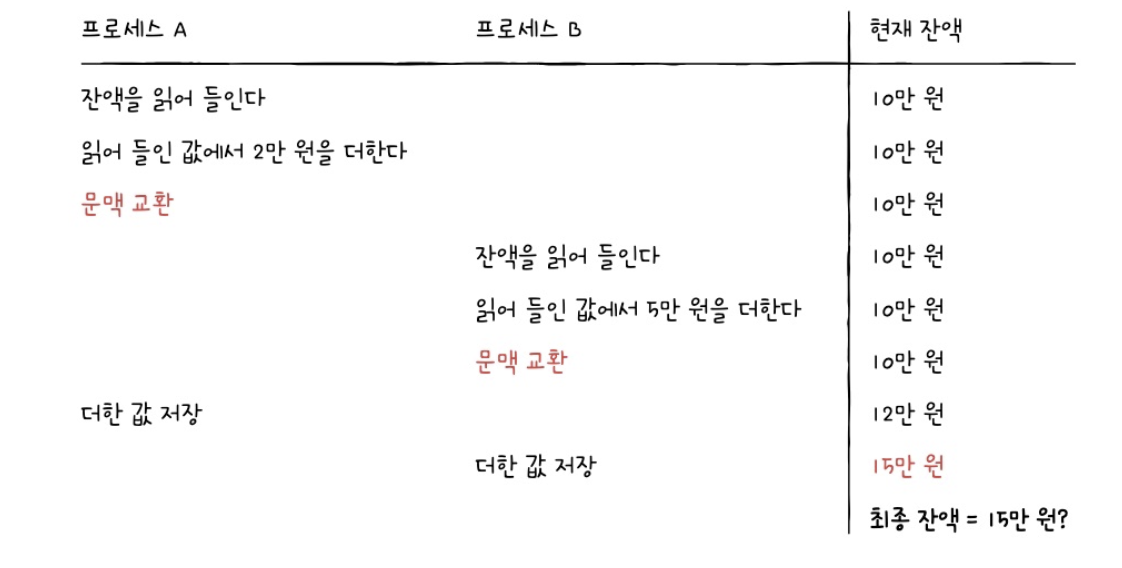 프로세스 A 프로세스 B 현재 잔액
잔액을 읽어 들인다 10만 원
읽어 들인 값에서 2만 원을 더한다 10만 원
문맥 교환 10만 원
잔액을 읽어 들인다 10만 원
읽어 들인 값에서 5만 원을 더한다 10만 원
문맥 교환 10만 원
더한 값 저장 12만 원
더한 값 저장 15만 원
최종 잔액 = 15만 원?